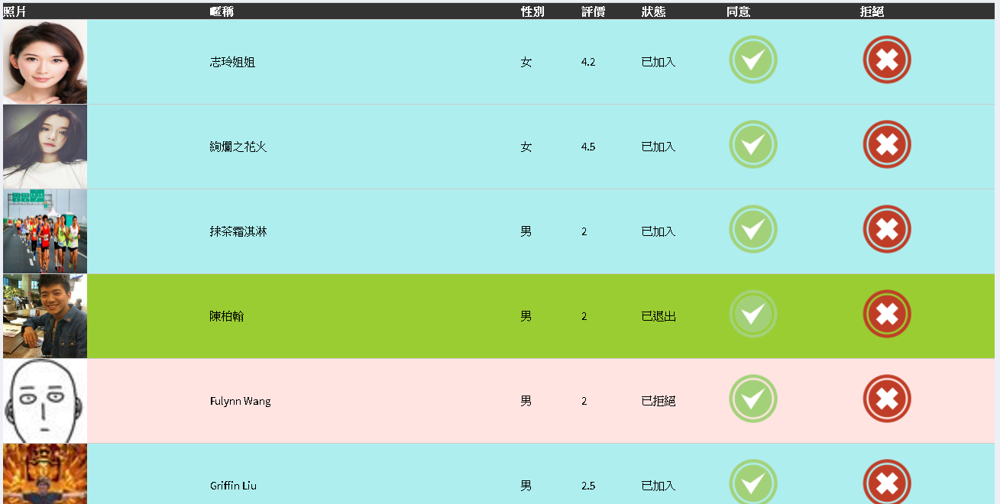 照片 暱稱 性別 評價 狀態 同意 拒絕
志玲姐姐 女 4.2 已加入
絢爛之花火 女 4.5 已加入
抹茶霜淇淋 男 2 已加入
陳柏翰 男 2 已退出
Fulynn Wang 男 2 已拒絕
Griffin Liu 男 2.5 已加入